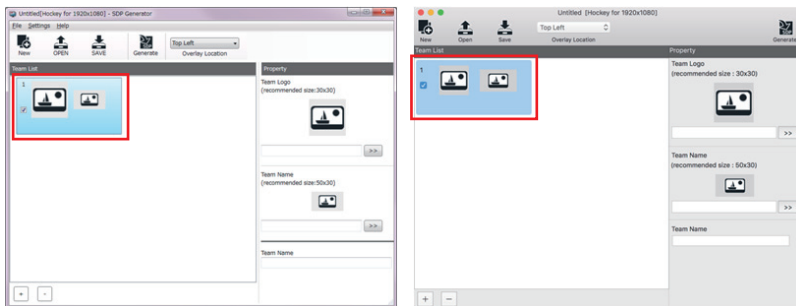 Untitled[Hockey for 1920x1080] - SDP Generator
File Settings Help
New
OPEN
SAVE
Generate
Top Left
Overlay Location
Team List
Property
1
Team Logo
(recommended size:30x30)
>>
Team Name
(recommended size:50x30)
>>
Team Name
+ -
Untitled [Hockey for 1920x1080]
New
Open
Save
Top Left
Overlay Location
Generate
Team List
Property
1
Team Logo
(recommended size : 30x30)
>>
Team Name
(recommended size : 50x30)
>>
Team Name
+ −